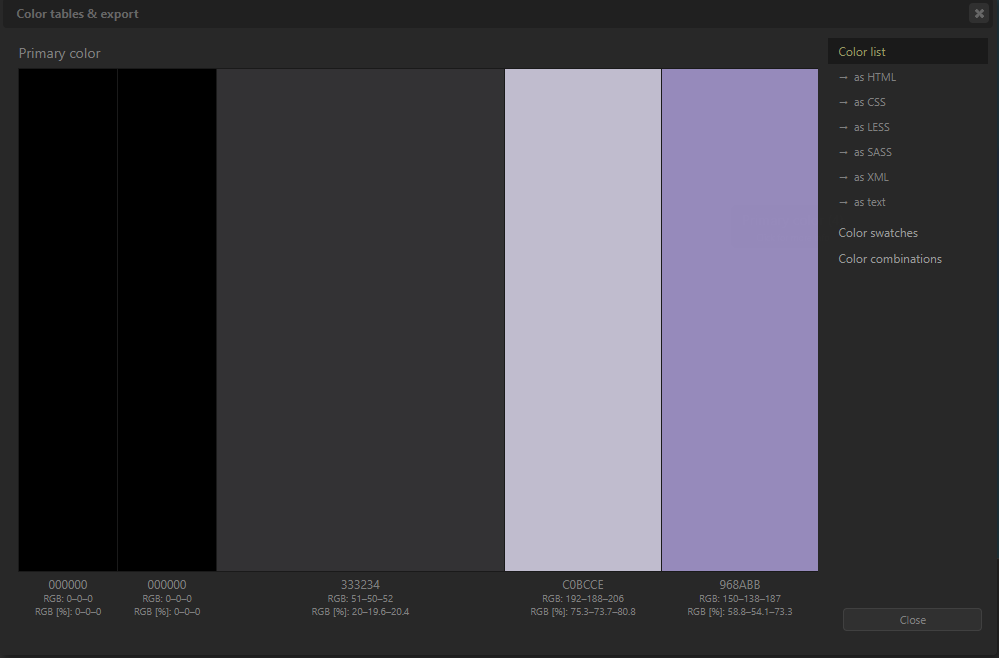 Color tables & export
Primary color
000000
RGB: 0–0–0
RGB [%]: 0–0–0
000000
RGB: 0–0–0
RGB [%]: 0–0–0
333234
RGB: 51–50–52
RGB [%]: 20–19.6–20.4
C0BCCE
RGB: 192–188–206
RGB [%]: 75.3–73.7–80.8
968ABB
RGB: 150–138–187
RGB [%]: 58.8–54.1–73.3
Color list
→ as HTML
→ as CSS
→ as LESS
→ as SASS
→ as XML
→ as text
Color swatches
Color combinations
Close